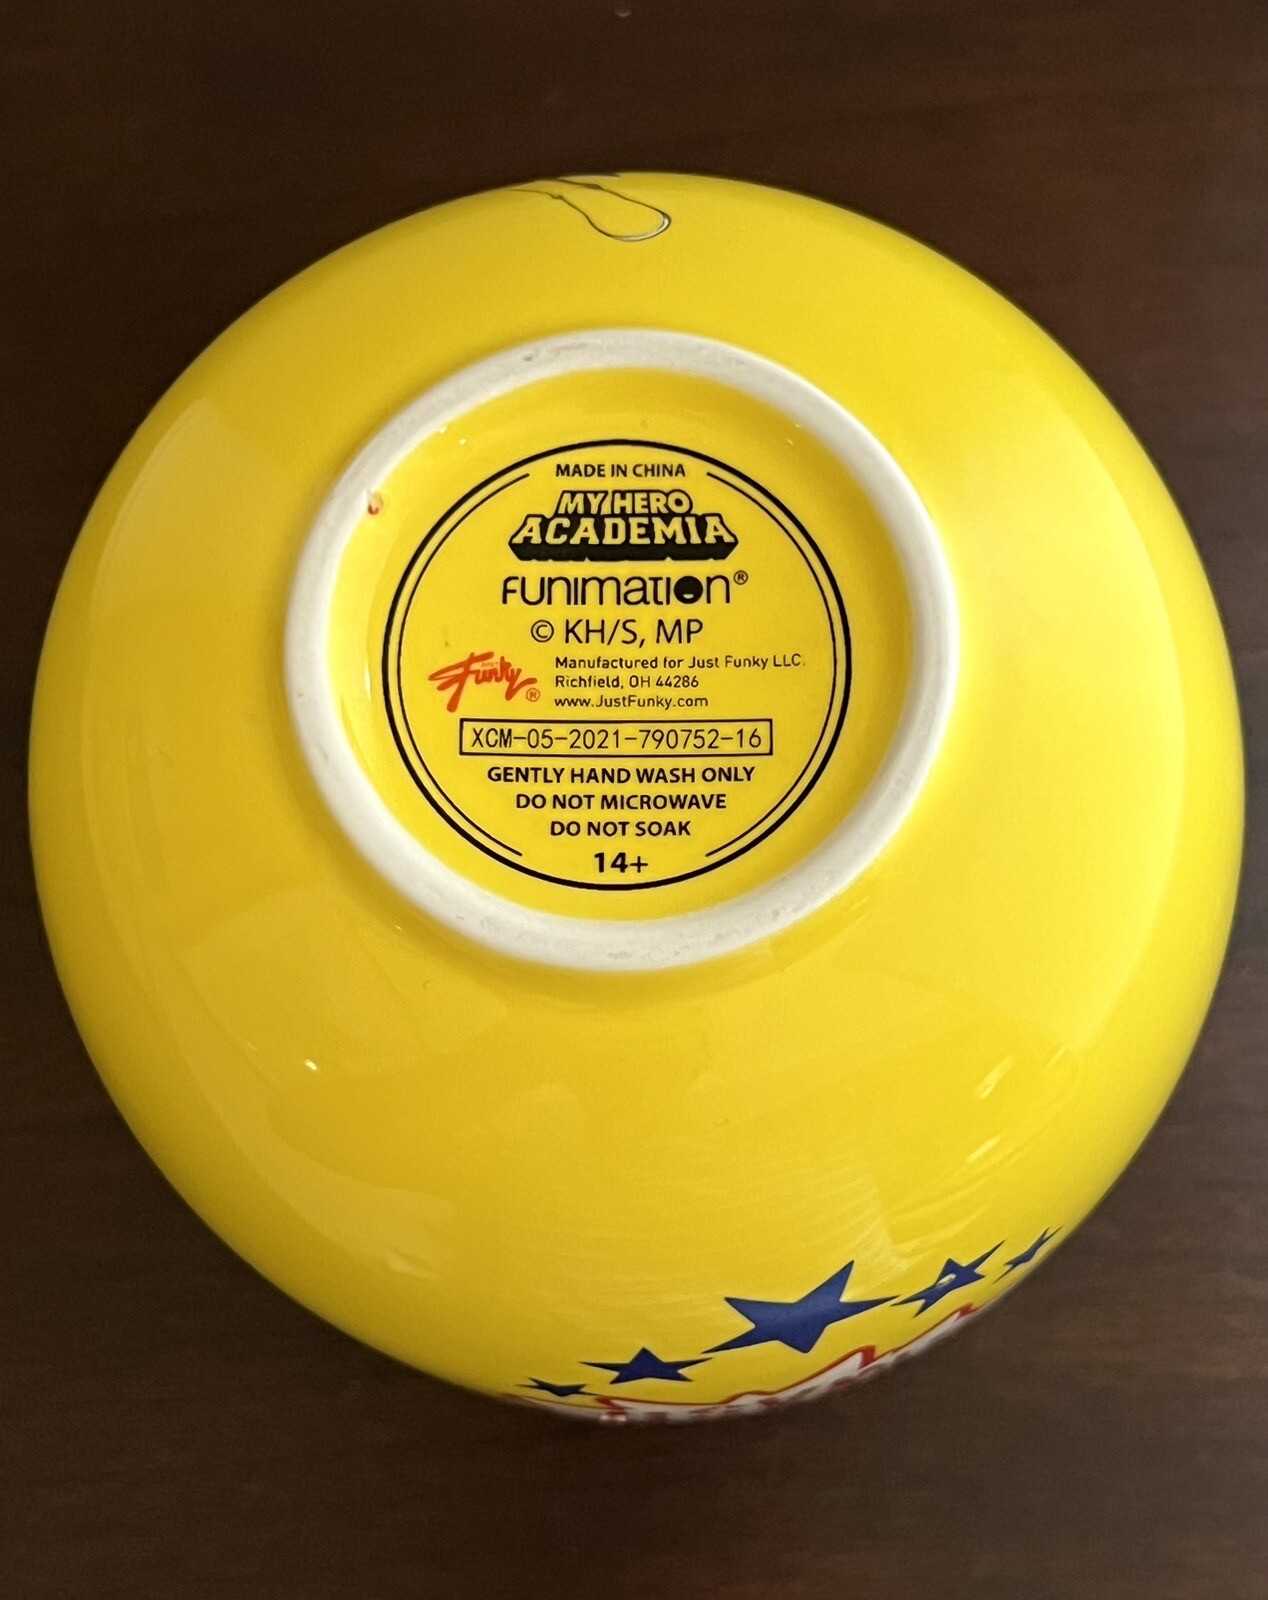 MADE IN CHINA
MY HERO
ACADEMIA
FUNIMATION®
© KH/S, MP
Just Funky®
Manufactured for Just Funky LLC.
Richfield, OH 44286
www.JustFunky.com
XCM-05-2021-790752-16
GENTLY HAND WASH ONLY
DO NOT MICROWAVE
DO NOT SOAK
14+